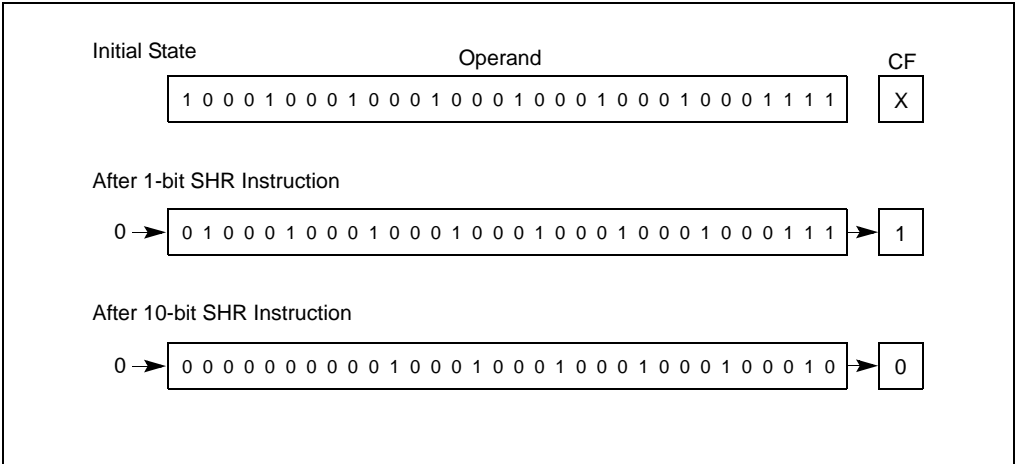 Initial State
Operand
CF
1 0 0 0 1 0 0 0 1 0 0 0 1 0 0 0 1 0 0 0 1 0 0 0 1 0 0 0 1 1 1 1 X
After 1-bit SHR Instruction
0 0 1 0 0 0 1 0 0 0 1 0 0 0 1 0 0 0 1 0 0 0 1 0 0 0 1 0 0 0 1 1 1 1
After 10-bit SHR Instruction
0 0 0 0 0 0 0 0 0 0 0 1 0 0 0 1 0 0 0 1 0 0 0 1 0 0 0 1 0 0 0 1 0 0